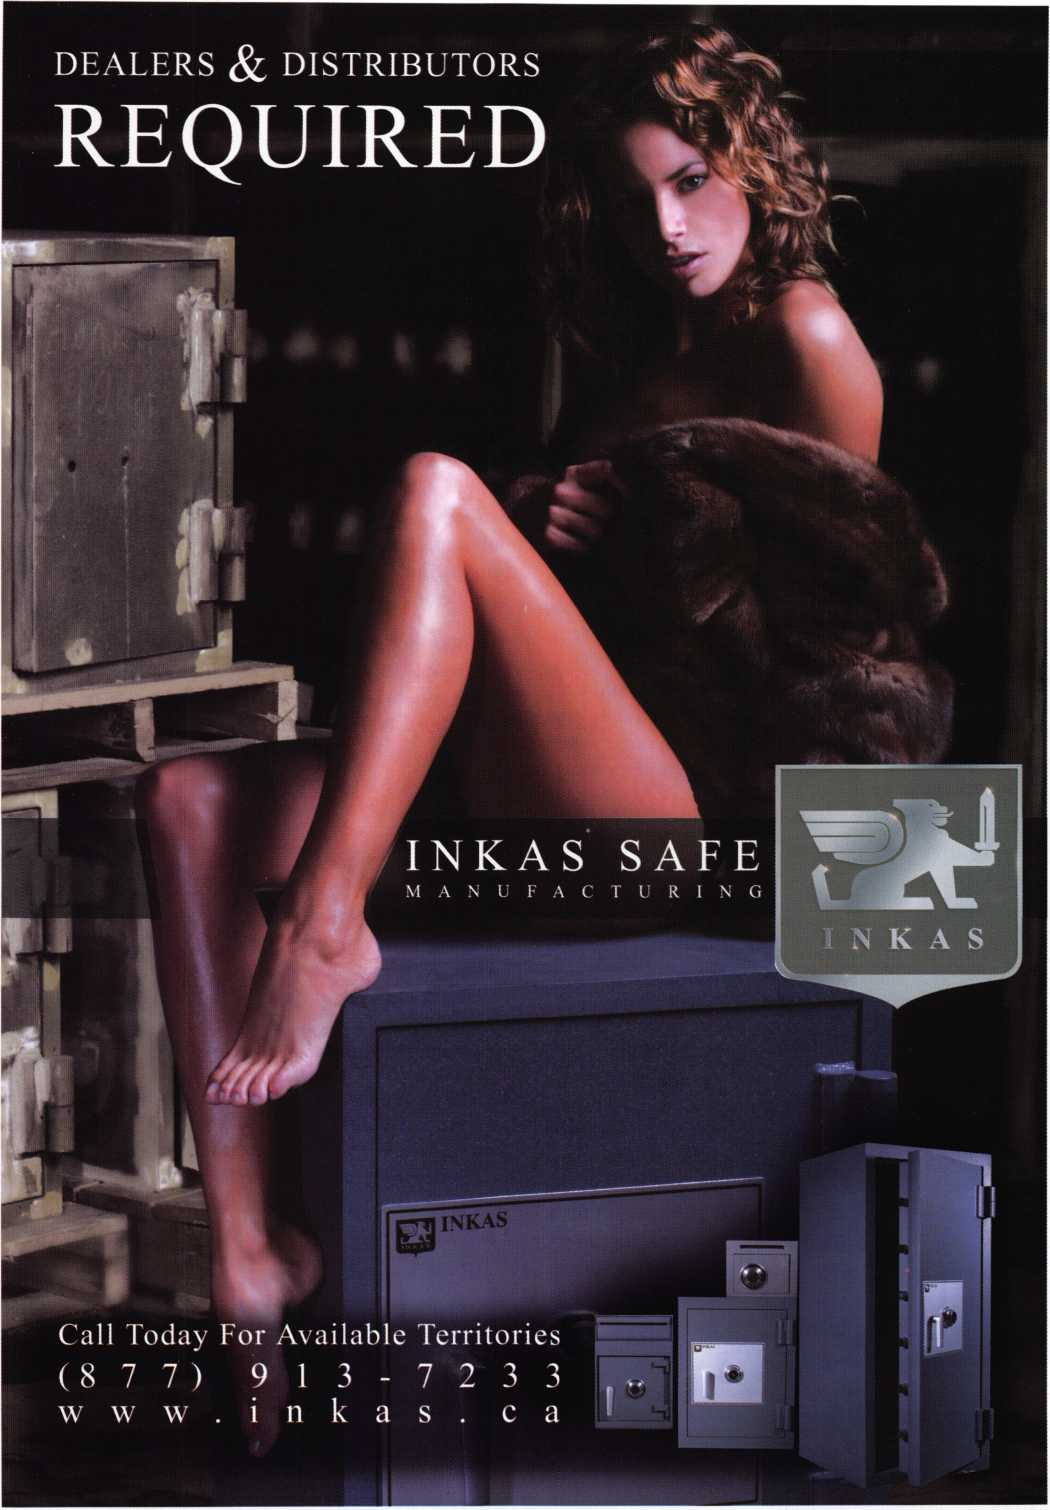 DEALERS & DISTRIBUTORS
REQUIRED
INKAS SAFE
MANUFACTURING
INKAS
INKAS
Call Today For Available Territories
(877) 913-7233
www.inkas.ca